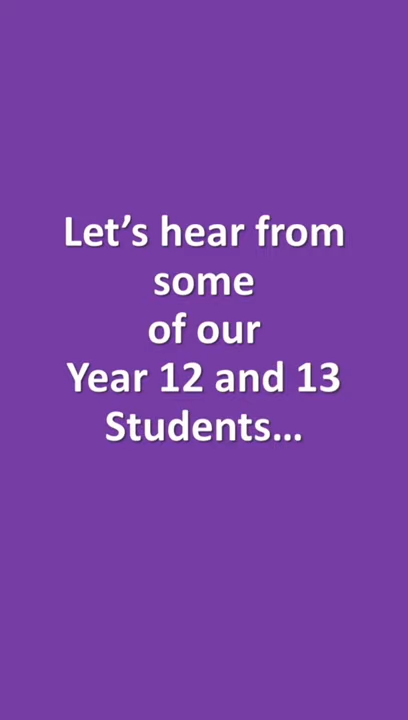 Let’s hear from
some
of our
Year 12 and 13
Students…